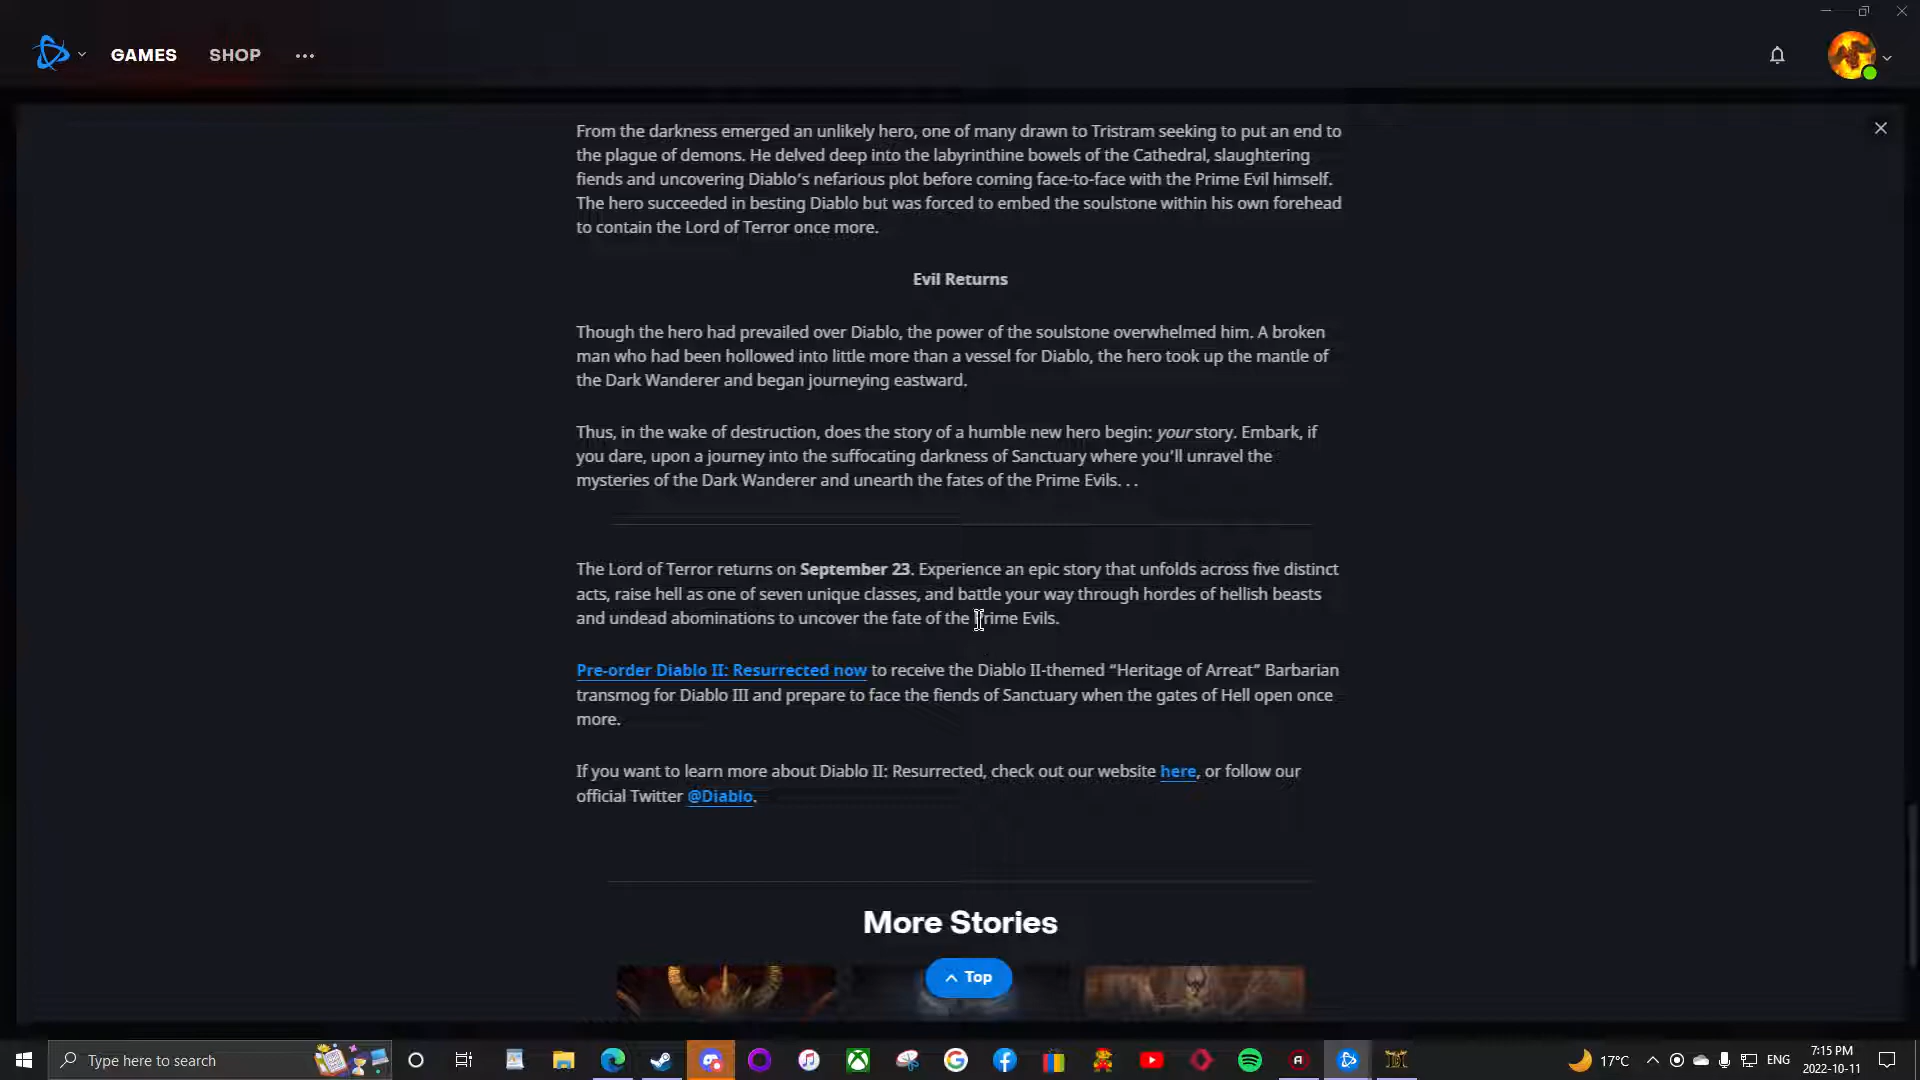 GAMES
SHOP
From the darkness emerged an unlikely hero, one of many drawn to Tristram seeking to put an end to
the plague of demons. He delved deep into the labyrinthine bowels of the Cathedral, slaughtering
fiends and uncovering Diablo’s nefarious plot before coming face-to-face with the Prime Evil himself.
The hero succeeded in besting Diablo but was forced to embed the soulstone within his own forehead
to contain the Lord of Terror once more.
Evil Returns
Though the hero had prevailed over Diablo, the power of the soulstone overwhelmed him. A broken
man who had been hollowed into little more than a vessel for Diablo, the hero took up the mantle of
the Dark Wanderer and began journeying eastward.
Thus, in the wake of destruction, does the story of a humble new hero begin: your story. Embark, if
you dare, upon a journey into the suffocating darkness of Sanctuary where you’ll unravel the
mysteries of the Dark Wanderer and unearth the fates of the Prime Evils. . .
The Lord of Terror returns on September 23. Experience an epic story that unfolds across five distinct
acts, raise hell as one of seven unique classes, and battle your way through hordes of hellish beasts
and undead abominations to uncover the fate of the Prime Evils.
Pre-order Diablo II: Resurrected now to receive the Diablo II-themed “Heritage of Arreat” Barbarian
transmog for Diablo III and prepare to face the fiends of Sanctuary when the gates of Hell open once
more.
If you want to learn more about Diablo II: Resurrected, check out our website here, or follow our
official Twitter @Diablo.
More Stories
Top
Type here to search
17°C
ENG
7:15 PM
2022-10-11